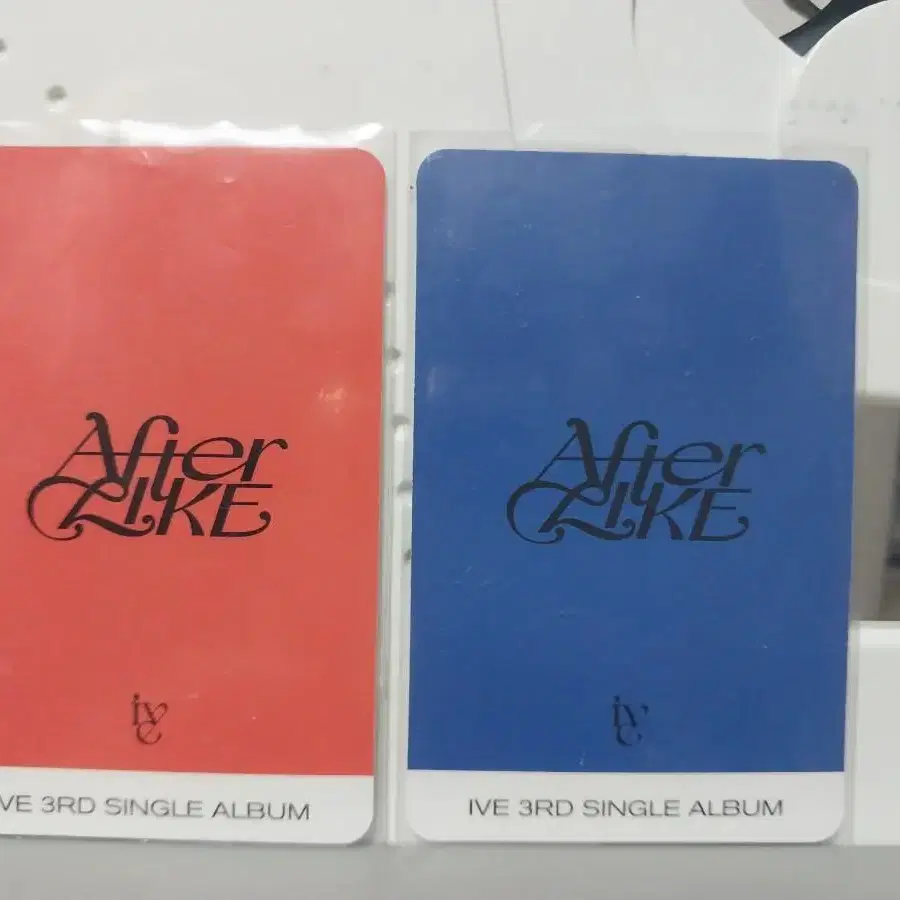 After
LIKE
ive
VE 3RD SINGLE ALBUM
After
LIKE
ive
IVE 3RD SINGLE ALBUM